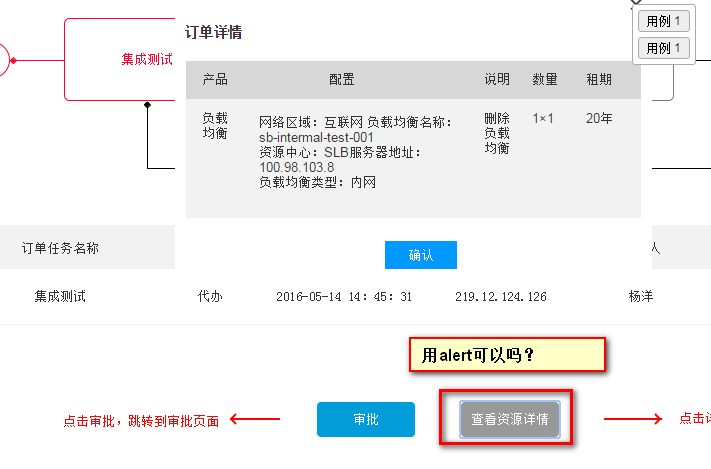 订单详情
用例 1
用例 1
集成测试
产品 配置 说明 数量 租期
负载
均衡
网络区域：互联网 负载均衡名称：
sb-intermal-test-001
资源中心：SLB服务器地址：
100.98.103.8
负载均衡类型：内网
删除
负载
均衡
1×1
20年
确认
订单任务名称 人
集成测试 代办 2016-05-14 14：45：31 219.12.124.126 杨洋
用alert可以吗？
点击审批，跳转到审批页面
审批
查看资源详情
点击